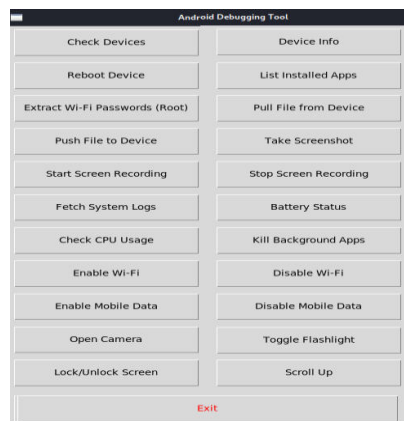 Android Debugging Tool
Check Devices Device Info
Reboot Device List Installed Apps
Extract Wi-Fi Passwords (Root) Pull File from Device
Push File to Device Take Screenshot
Start Screen Recording Stop Screen Recording
Fetch System Logs Battery Status
Check CPU Usage Kill Background Apps
Enable Wi-Fi Disable Wi-Fi
Enable Mobile Data Disable Mobile Data
Open Camera Toggle Flashlight
Lock/Unlock Screen Scroll Up
Exit